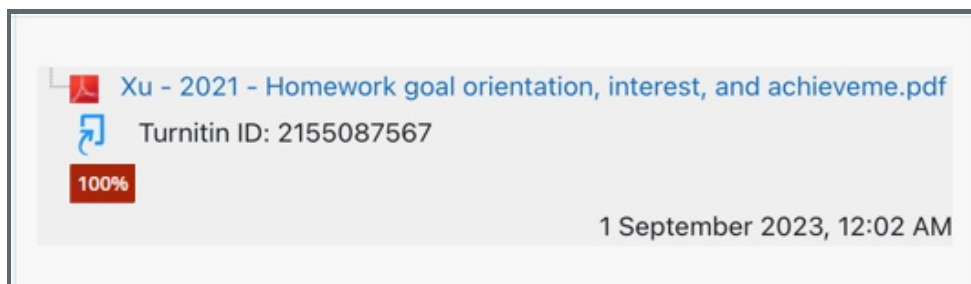 Xu - 2021 - Homework goal orientation, interest, and achieveme.pdf
Turnitin ID: 2155087567
100%
1 September 2023, 12:02 AM